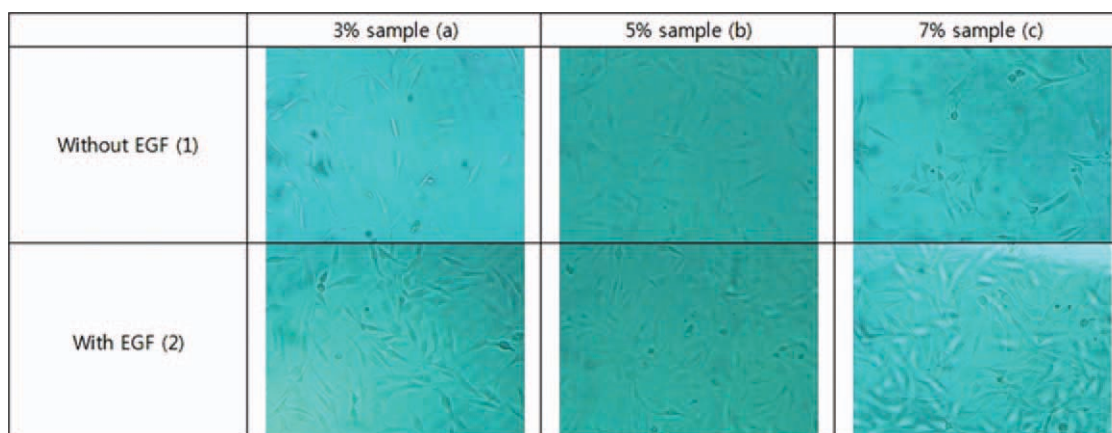 3% sample (a) 5% sample (b) 7% sample (c)
Without EGF (1)
With EGF (2)